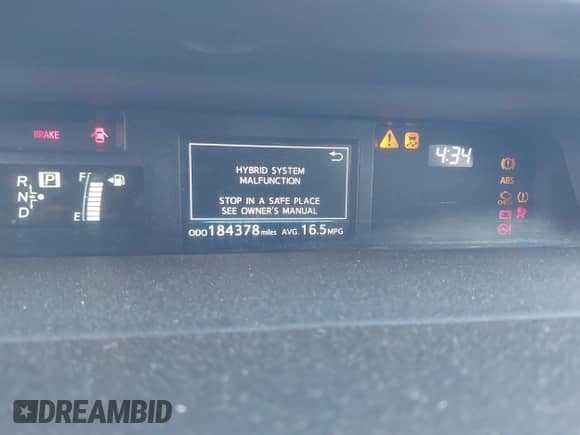 BRAKE
R P F
N
D E
HYBRID SYSTEM
MALFUNCTION
STOP IN A SAFE PLACE
SEE OWNER'S MANUAL
ODO 184378 miles AVG. 16.5 MPG
4:34
ABS
DREAMBID